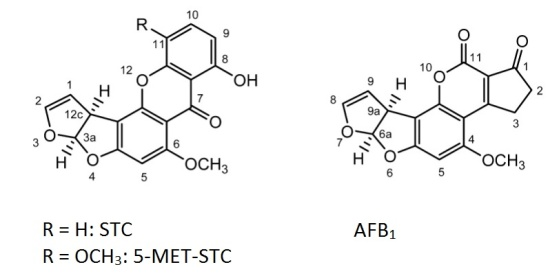 R
10
11
9
8
12
OH
O
7
O
1
H
2
12c
O
3
3a
H
O
4
5
6
OCH₃
R = H: STC
R = OCH₃: 5-MET-STC
O
O
11
10
O
1
2
3
9
H
8
9a
O
7
6a
H
O
6
5
4
OCH₃
AFB₁